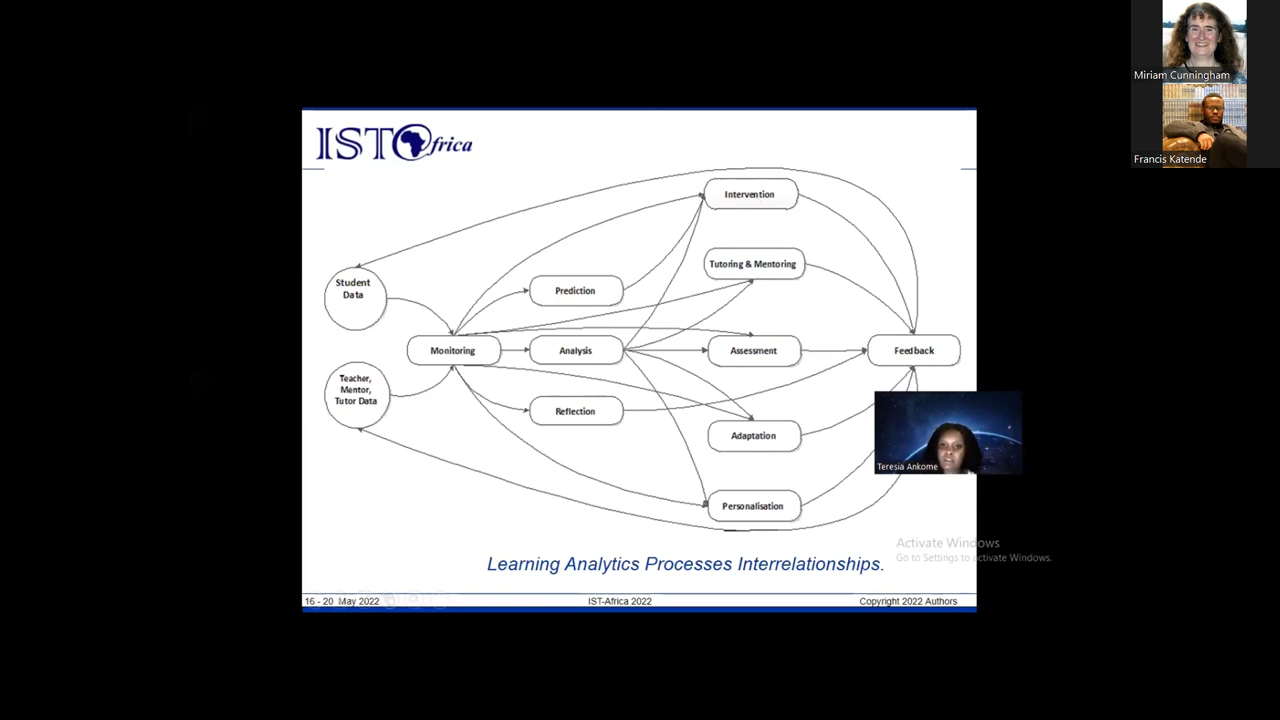 Miriam Cunningham
Francis Katende
IST Africa
Intervention
Tutoring & Mentoring
Student
Data
Prediction
Monitoring
Analysis
Assessment
Feedback
Teacher,
Mentor,
Tutor Data
Reflection
Adaptation
Teresia Ankome
Personalisation
Activate Windows
Go to Settings to activate Windows.
Learning Analytics Processes Interrelationships.
16 - 20 May 2022
IST-Africa 2022
Copyright 2022 Authors